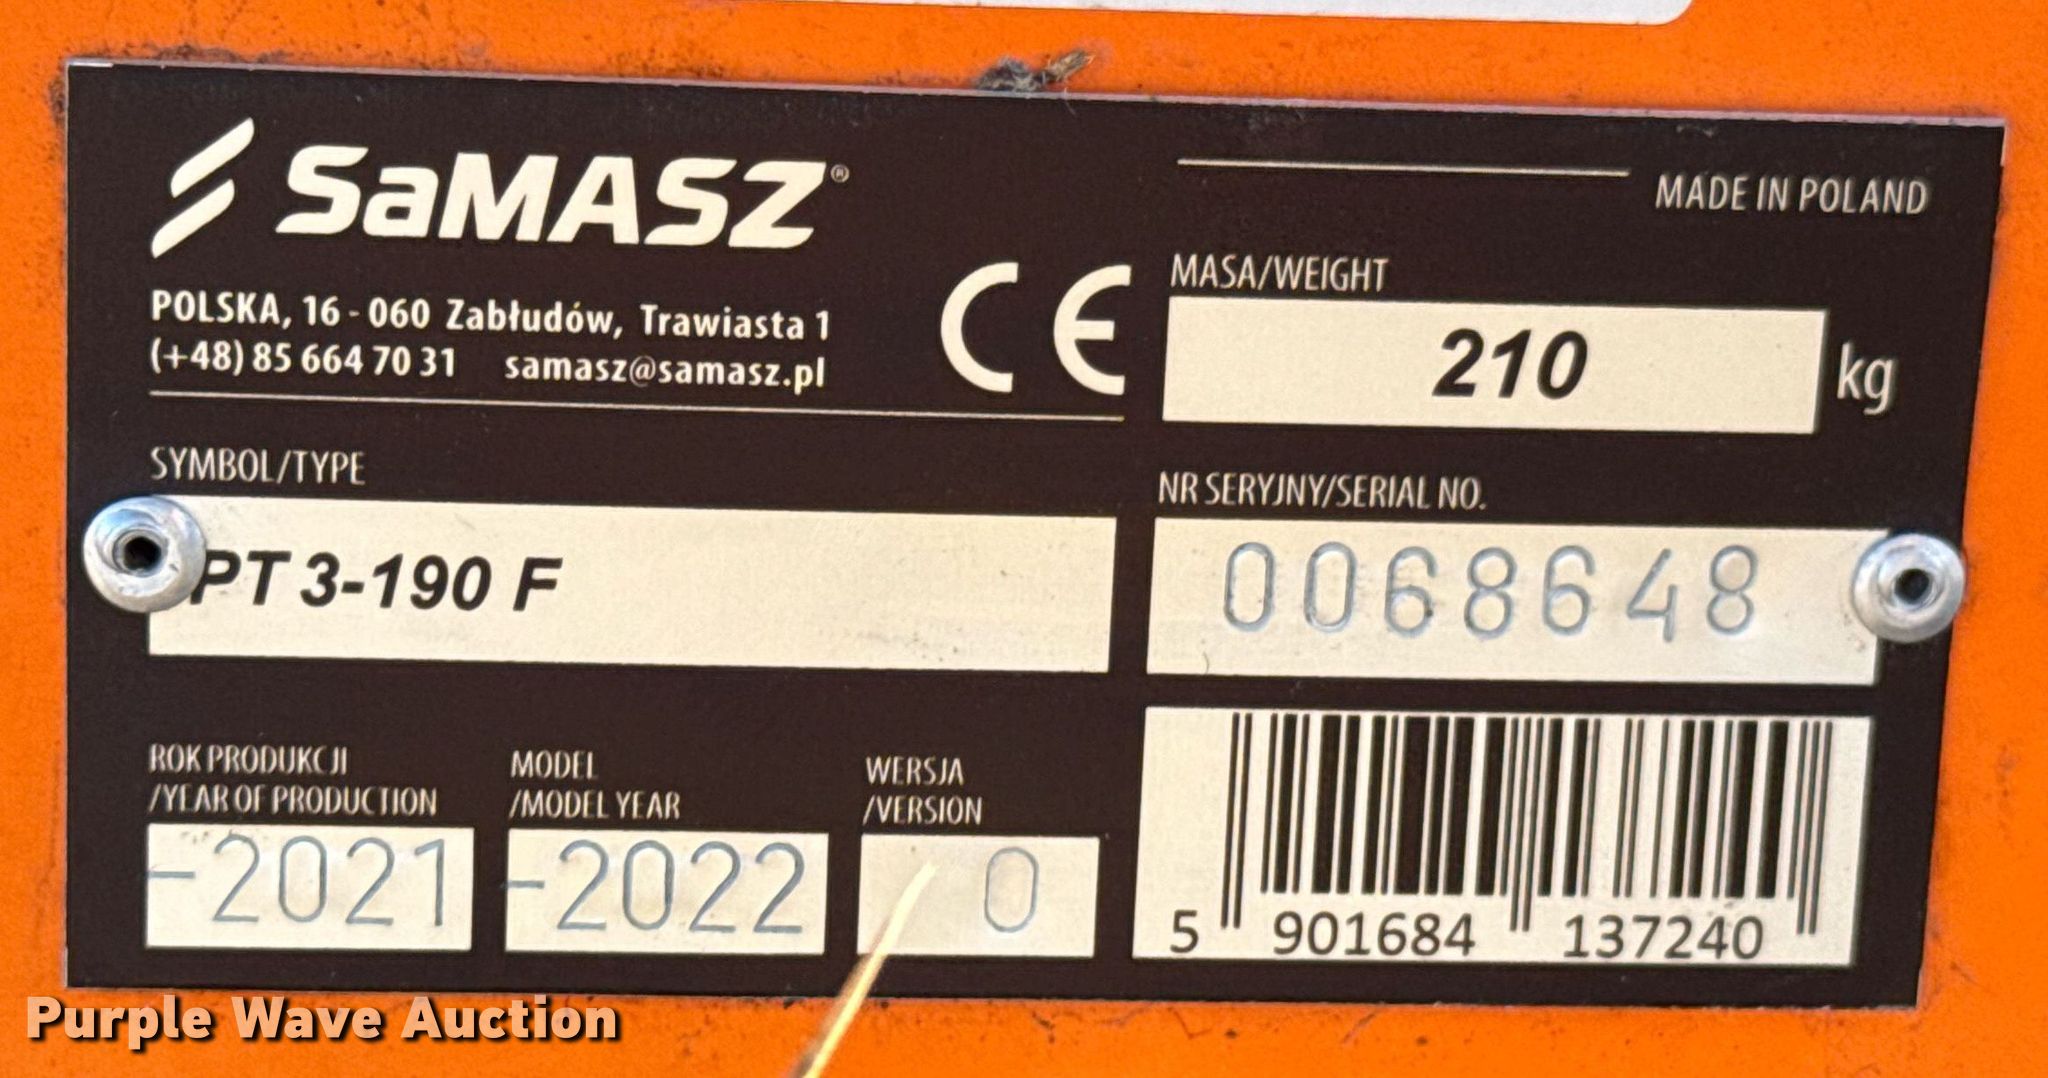 SaMASZ®
MADE IN POLAND
POLSKA, 16 - 060 Zabłudów, Trawiasta 1
(+48) 85 664 70 31 samasz@samasz.pl
CE
MASA/WEIGHT
210 kg
SYMBOL/TYPE
PT 3-190 F
NR SERYJNY/SERIAL NO.
0068648
ROK PRODUKCJI
/YEAR OF PRODUCTION
-2021
MODEL
/MODEL YEAR
-2022
WERSJA
/VERSION
0
5 901684 137240
Purple Wave Auction